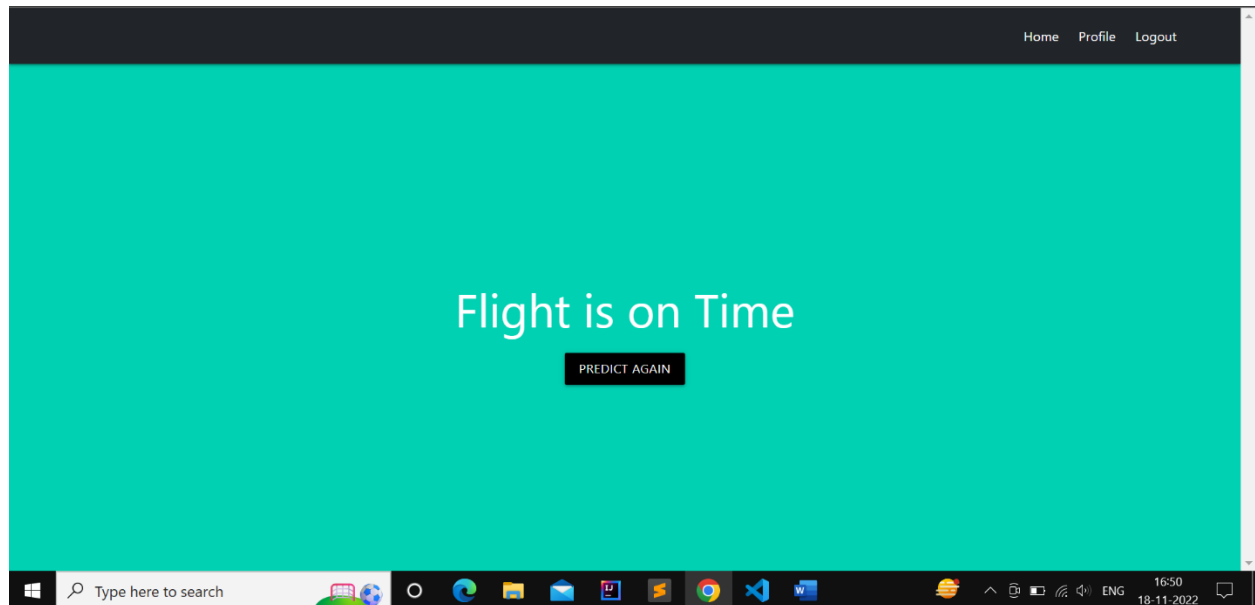 Home Profile Logout
Flight is on Time
PREDICT AGAIN
Type here to search
ENG
16:50
18-11-2022